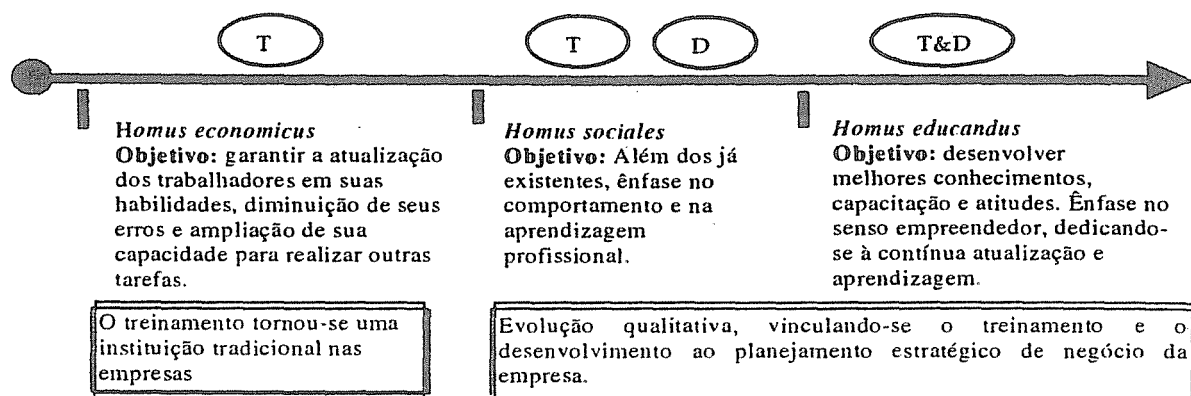 T
T
D
T&D
Homus economicus
Objetivo: garantir a atualização
dos trabalhadores em suas
habilidades, diminuição de seus
erros e ampliação de sua
capacidade para realizar outras
tarefas.
Homus sociales
Objetivo: Além dos já
existentes, ênfase no
comportamento e na
aprendizagem
profissional.
Homus educandus
Objetivo: desenvolver
melhores conhecimentos,
capacitação e atitudes. Ênfase no
senso empreendedor, dedicando-
se à contínua atualização e
aprendizagem.
O treinamento tornou-se uma
instituição tradicional nas
empresas
Evolução qualitativa, vinculando-se o treinamento e o
desenvolvimento ao planejamento estratégico de negócio da
empresa.